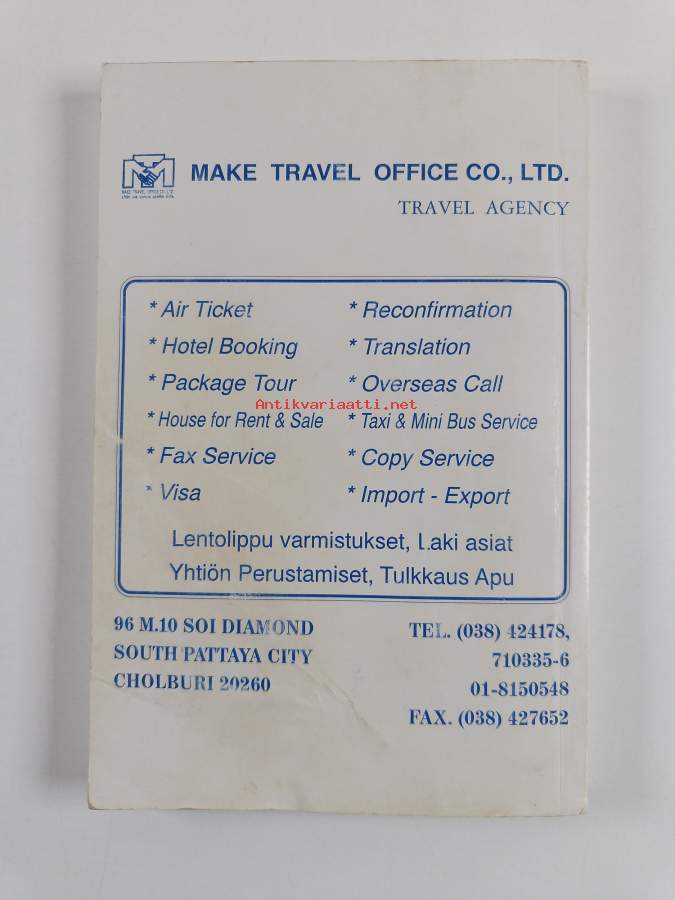 MAKE TRAVEL OFFICE CO., LTD.
TRAVEL AGENCY
* Air Ticket * Reconfirmation
* Hotel Booking * Translation
* Package Tour * Overseas Call
Antikvariaatti.net
* House for Rent & Sale * Taxi & Mini Bus Service
* Fax Service * Copy Service
* Visa * Import - Export
Lentolippu varmistukset, Laki asiat
Yhtiön Perustamiset, Tulkkaus Apu
96 M.10 SOI DIAMOND TEL. (038) 424178,
SOUTH PATTAYA CITY 710335-6
CHOLBURI 20260 01-8150548
FAX. (038) 427652